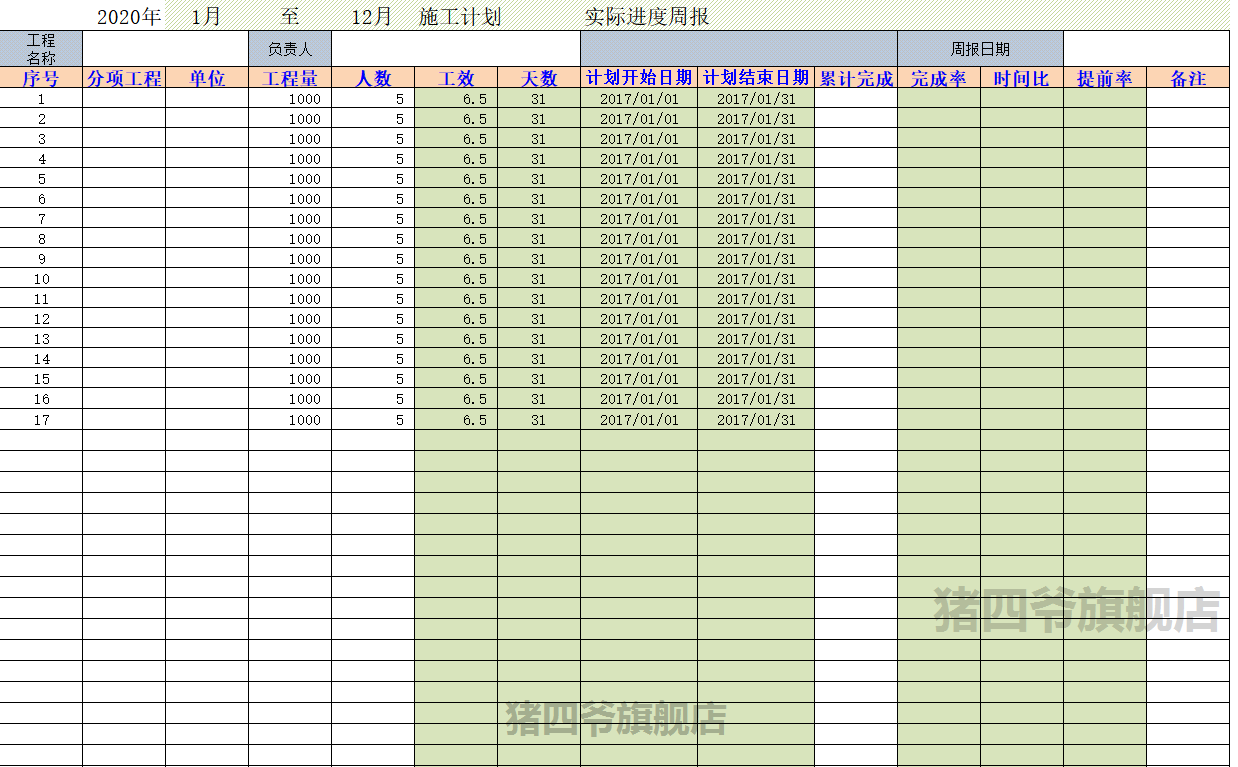 2020年 1月 至 12月 施工计划 实际进度周报
工程名称 负责人 周报日期
序号 分项工程 单位 工程量 人数 工效 天数 计划开始日期 计划结束日期 累计完成 完成率 时间比 提前率 备注
1 1000 5 6.5 31 2017/01/01 2017/01/31
2 1000 5 6.5 31 2017/01/01 2017/01/31
3 1000 5 6.5 31 2017/01/01 2017/01/31
4 1000 5 6.5 31 2017/01/01 2017/01/31
5 1000 5 6.5 31 2017/01/01 2017/01/31
6 1000 5 6.5 31 2017/01/01 2017/01/31
7 1000 5 6.5 31 2017/01/01 2017/01/31
8 1000 5 6.5 31 2017/01/01 2017/01/31
9 1000 5 6.5 31 2017/01/01 2017/01/31
10 1000 5 6.5 31 2017/01/01 2017/01/31
11 1000 5 6.5 31 2017/01/01 2017/01/31
12 1000 5 6.5 31 2017/01/01 2017/01/31
13 1000 5 6.5 31 2017/01/01 2017/01/31
14 1000 5 6.5 31 2017/01/01 2017/01/31
15 1000 5 6.5 31 2017/01/01 2017/01/31
16 1000 5 6.5 31 2017/01/01 2017/01/31
17 1000 5 6.5 31 2017/01/01 2017/01/31
猪四爷旗舰店
猪四爷旗舰店